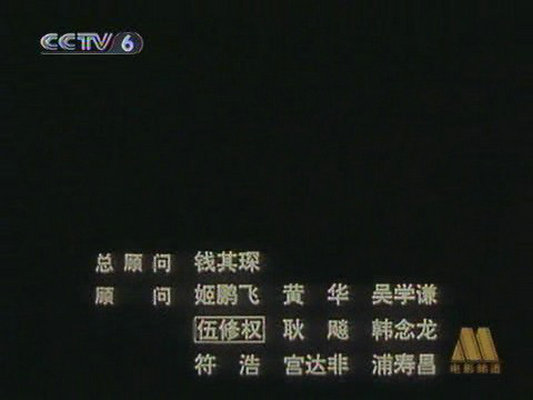 CCTV 6
总顾问 钱其琛
顾 问 姬鹏飞 黄 华 吴学谦
伍修权 耿 飚 韩念龙
符 浩 宫达非 浦寿昌
电影频道